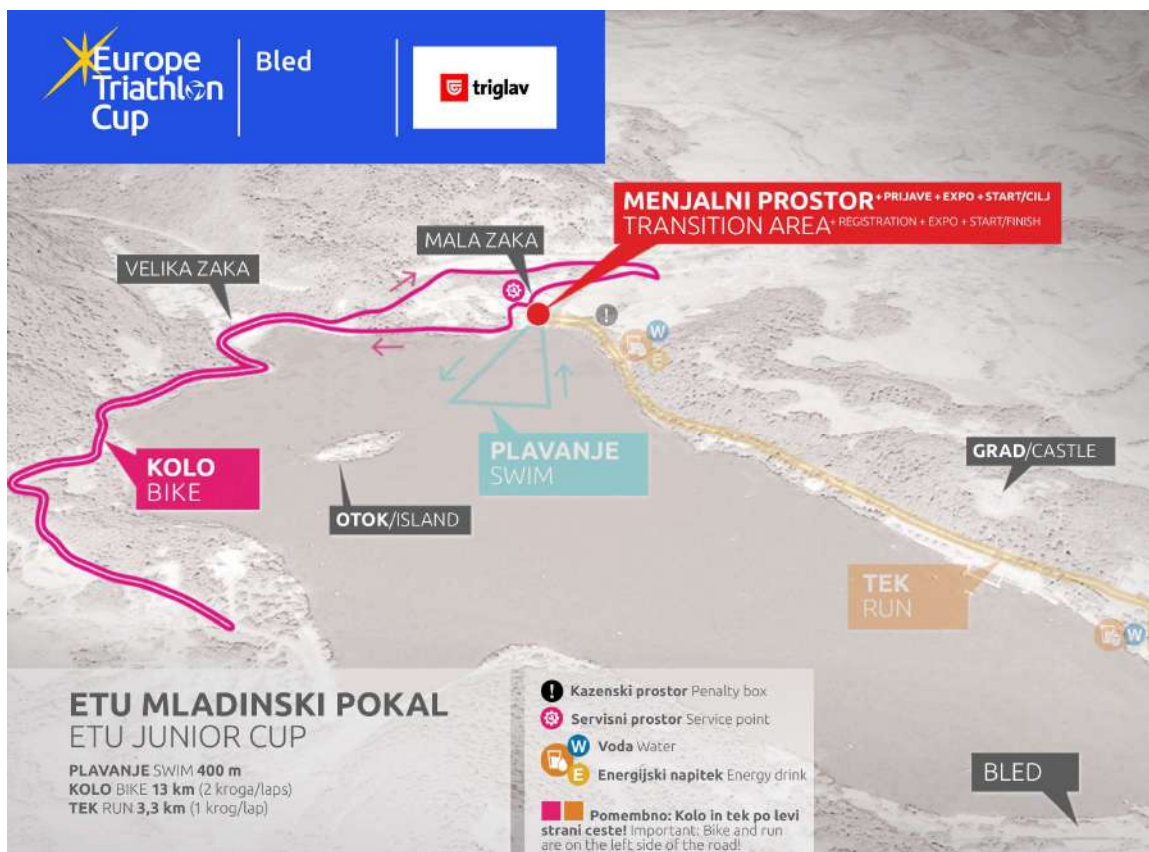 Europe
Triathlon
Cup
Bled
triglav
MENJALNI PROSTOR + PRIJAVE + EXPO + START/CILJ
TRANSITION AREA + REGISTRATION + EXPO + START/FINISH
MALA ZAKA
VELIKA ZAKA
!
W
E
KOLO
BIKE
PLAVANJE
SWIM
GRAD/CASTLE
OTOK/ISLAND
TEK
RUN
W
ETU MLADINSKI POKAL
ETU JUNIOR CUP
PLAVANJE SWIM 400 m
KOLO BIKE 13 km (2 kroga/laps)
TEK RUN 3,3 km (1 krog/lap)
! Kazenski prostor Penalty box
Servisni prostor Service point
W Voda Water
E Energijski napitek Energy drink
Pomembno: Kolo in tek po levi
strani ceste! Important: Bike and run
are on the left side of the road!
BLED